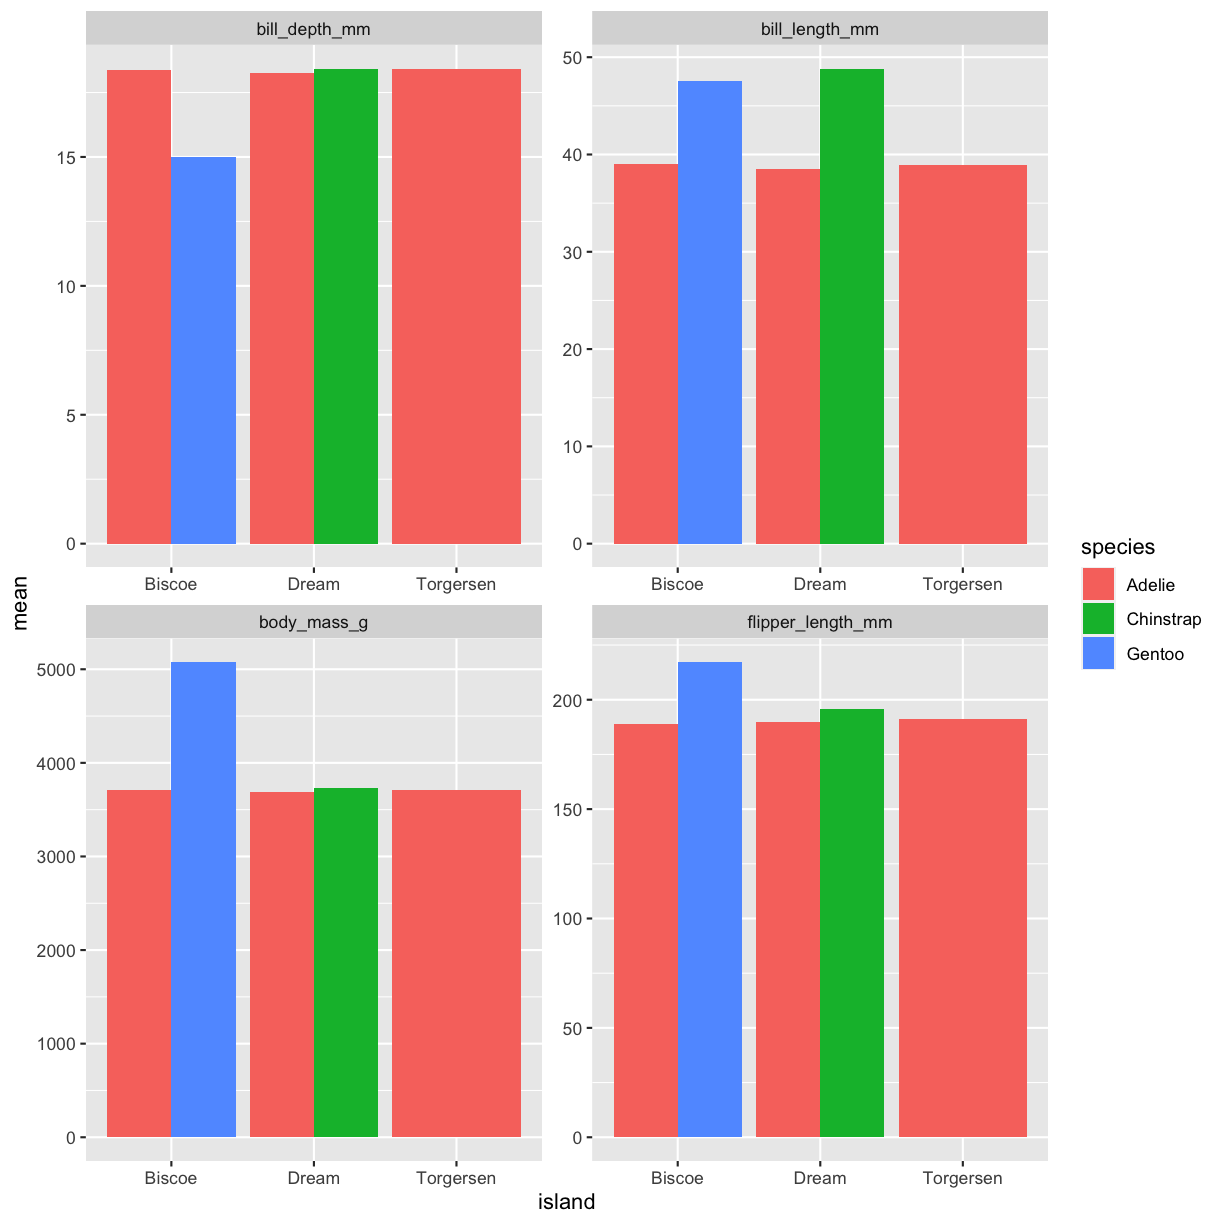 bill_depth_mm
bill_length_mm
15
10
5
0
50
40
30
20
10
0
Biscoe Dream Torgersen
Biscoe Dream Torgersen
mean
body_mass_g
flipper_length_mm
5000
4000
3000
2000
1000
0
200
150
100
50
0
Biscoe Dream Torgersen
Biscoe Dream Torgersen
island
species
Adelie
Chinstrap
Gentoo